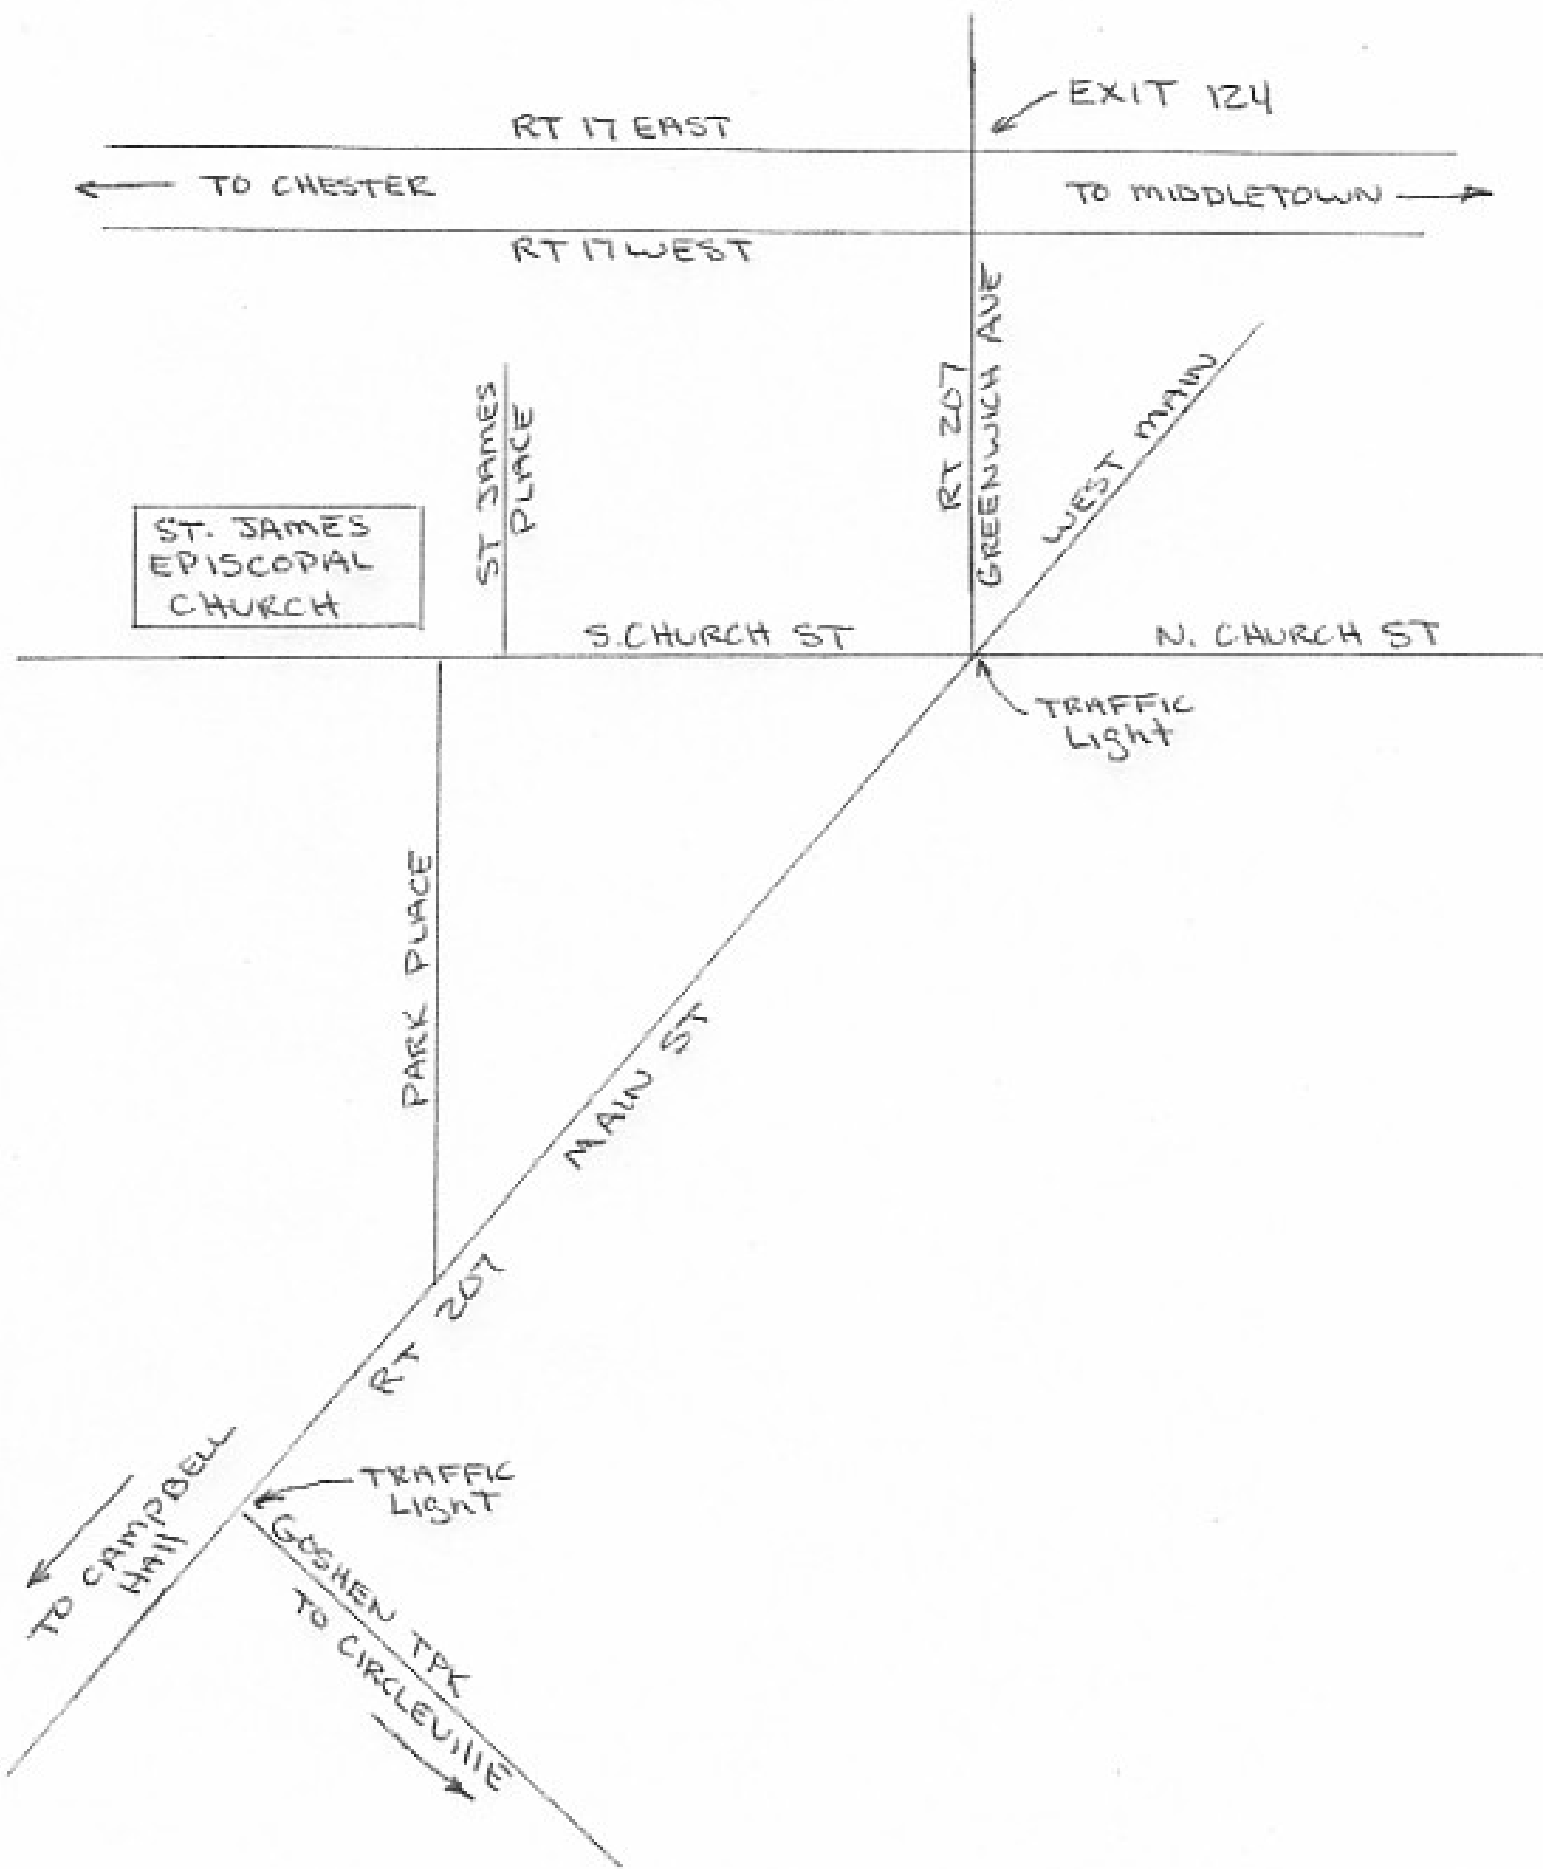 EXIT 124
RT 17 EAST
← TO CHESTER
TO MIDDLETOWN →
RT 17 WEST
ST JAMES
PLACE
RT 207
GREENWICH AVE
WEST MAIN
ST. JAMES
EPISCOPAL
CHURCH
S. CHURCH ST
N. CHURCH ST
TRAFFIC
Light
PARK PLACE
MAIN ST
RT 207
TRAFFIC
Light
TO CAMPBELL
HAll
GOSHEN TPK
TO CIRCLEVIllE